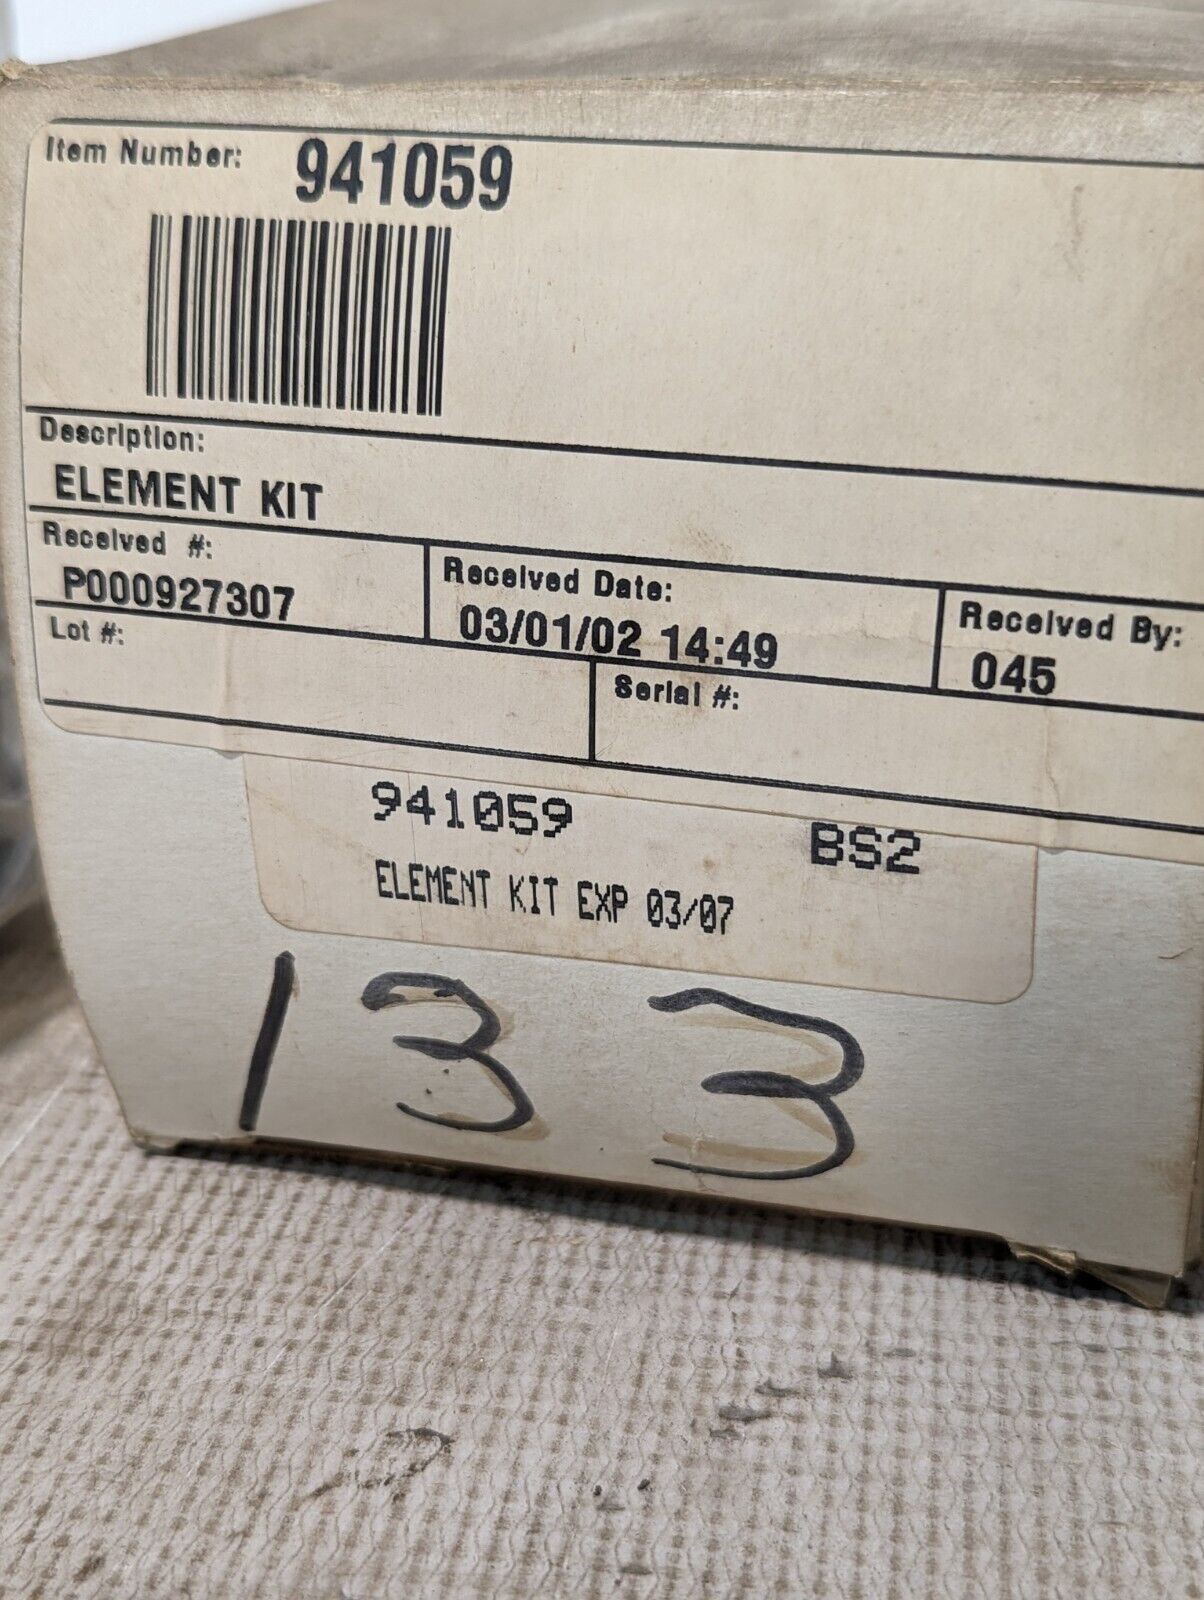 Item Number: 941059
Description:
ELEMENT KIT
Received #:
P000927307
Received Date:
03/01/02 14:49
Received By:
045
Lot #:
Serial #:
941059 BS2
ELEMENT KIT EXP 03/07
133